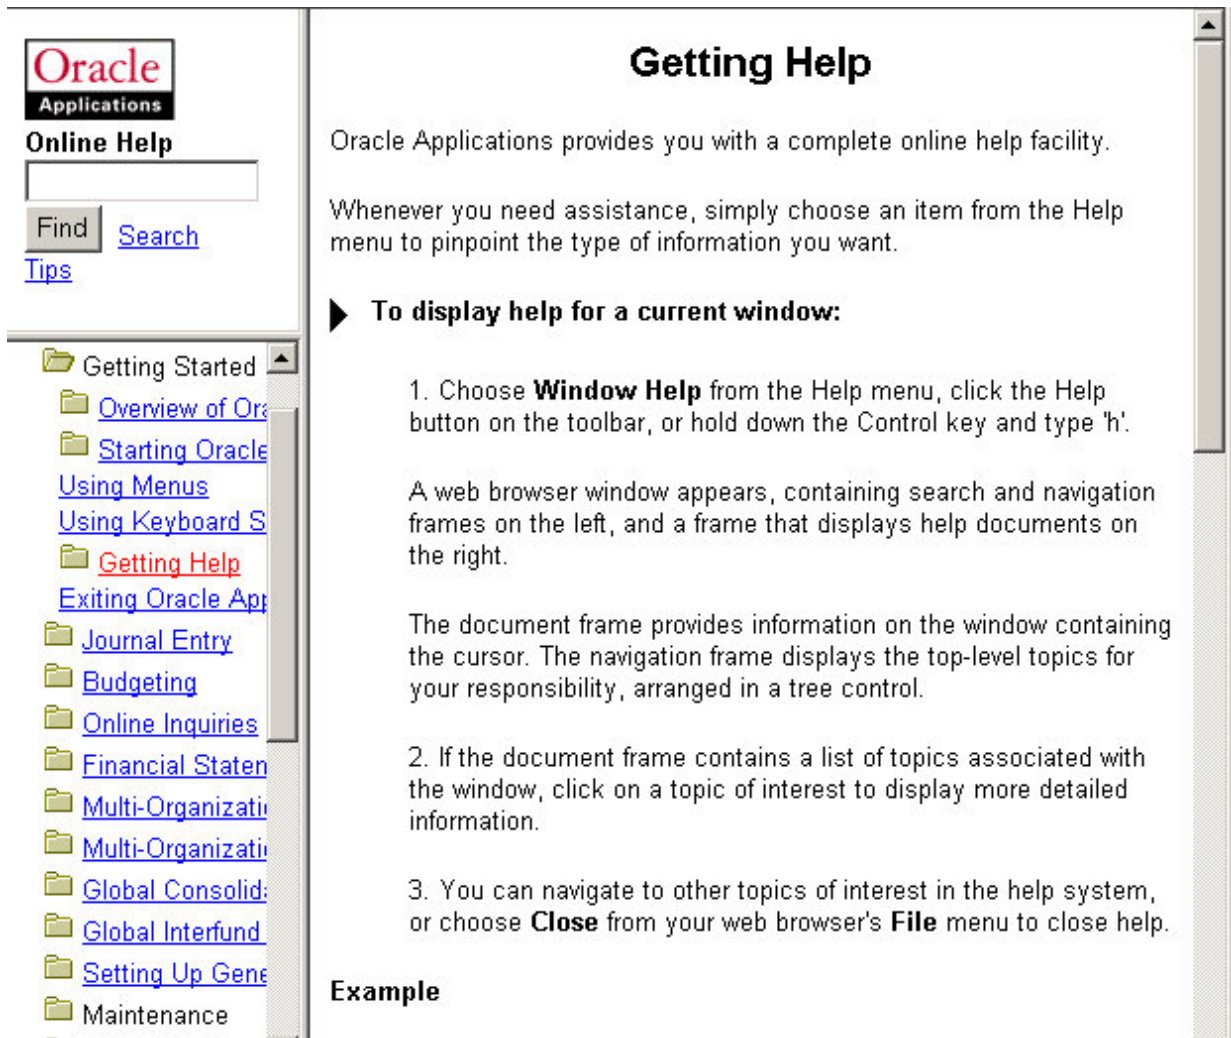 Oracle
Applications
Online Help
Find Search
Tips
Getting Started
Overview of Ora
Starting Oracle
Using Menus
Using Keyboard S
Getting Help
Exiting Oracle App
Journal Entry
Budgeting
Online Inquiries
Financial Staten
Multi-Organizatio
Multi-Organizatio
Global Consolida
Global Interfund
Setting Up Gene
Maintenance
Getting Help
Oracle Applications provides you with a complete online help facility.
Whenever you need assistance, simply choose an item from the Help
menu to pinpoint the type of information you want.
To display help for a current window:
1. Choose Window Help from the Help menu, click the Help
button on the toolbar, or hold down the Control key and type 'h'.
A web browser window appears, containing search and navigation
frames on the left, and a frame that displays help documents on
the right.
The document frame provides information on the window containing
the cursor. The navigation frame displays the top-level topics for
your responsibility, arranged in a tree control.
2. If the document frame contains a list of topics associated with
the window, click on a topic of interest to display more detailed
information.
3. You can navigate to other topics of interest in the help system,
or choose Close from your web browser's File menu to close help.
Example